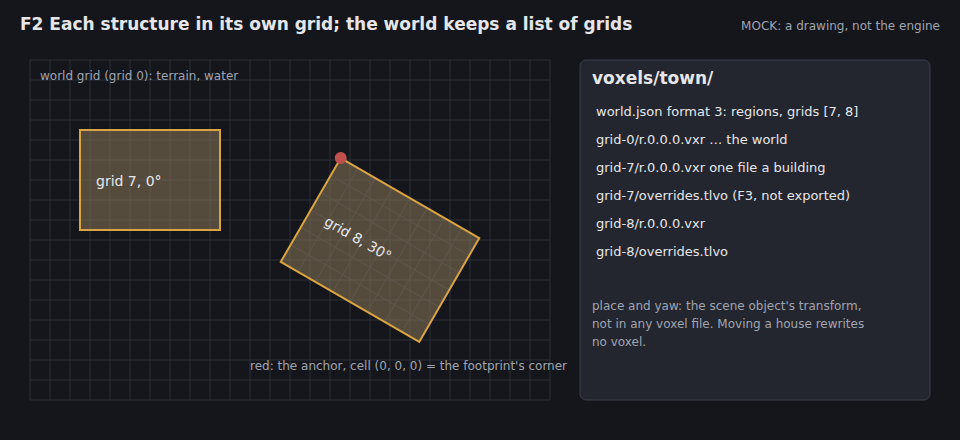 F2 Each structure in its own grid; the world keeps a list of grids
MOCK: a drawing, not the engine
world grid (grid 0): terrain, water
grid 7, 0°
grid 8, 30°
red: the anchor, cell (0, 0, 0) = the footprint's corner
voxels/town/
world.json format 3: regions, grids [7, 8]
grid-0/r.0.0.0.vxr … the world
grid-7/r.0.0.0.vxr one file a building
grid-7/overrides.tlvo (F3, not exported)
grid-8/r.0.0.0.vxr
grid-8/overrides.tlvo
place and yaw: the scene object's transform,
not in any voxel file. Moving a house rewrites
no voxel.